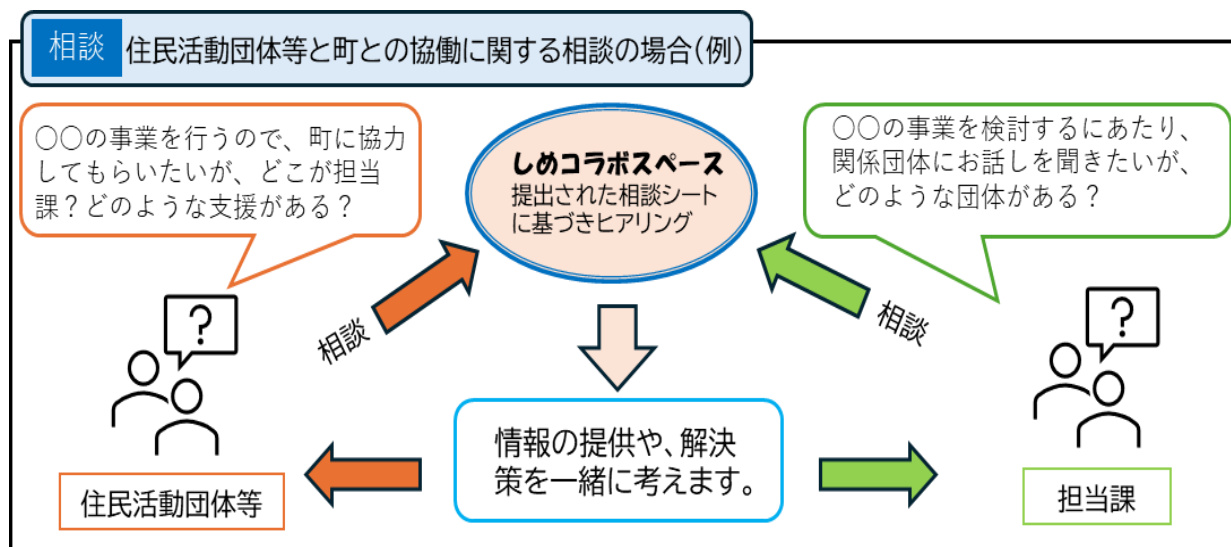 相談 住民活動団体等と町との協働に関する相談の場合(例)
〇〇の事業を行うので、町に協力
してもらいたいが、どこが担当
課?どのような支援がある?
しめコラボスペース
提出された相談シート
に基づきヒアリング
〇〇の事業を検討するにあたり、
関係団体にお話しを聞きたいが、
どのような団体がある?
相談
相談
?
?
情報の提供や、解決
策を一緒に考えます。
住民活動団体等
担当課